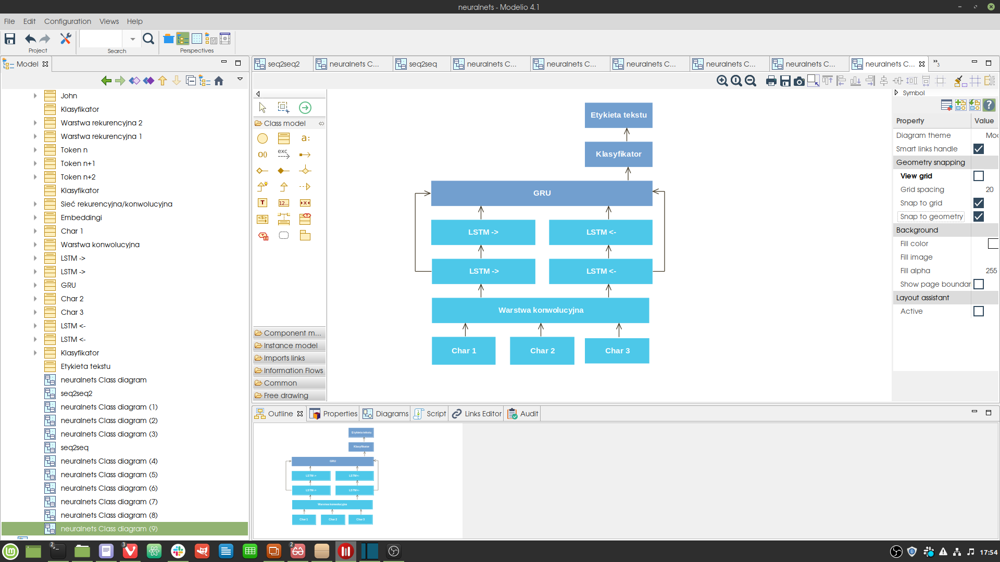 neuralnets - Modelio 4.1
File Edit Configuration Views Help
Project
Search
Perspectives
Model
seq2seq2
neuralnets C...
seq2seq
neuralnets C...
neuralnets C...
neuralnets C...
neuralnets C...
neuralnets C...
neuralnets C...
»3
John
Klasyfikator
Warstwa rekurencyjna 2
Warstwa rekurencyjna 1
Token n
Token n+1
Token n+2
Klasyfikator
Sieć rekurencyjna/konwolucyjna
Embeddingi
Char 1
Warstwa konwolucyjna
LSTM ->
LSTM ->
GRU
Char 2
Char 3
LSTM <-
LSTM <-
Klasyfikator
Etykieta tekstu
neuralnets Class diagram
seq2seq2
neuralnets Class diagram (1)
neuralnets Class diagram (2)
neuralnets Class diagram (3)
seq2seq
neuralnets Class diagram (4)
neuralnets Class diagram (5)
neuralnets Class diagram (6)
neuralnets Class diagram (7)
neuralnets Class diagram (8)
neuralnets Class diagram (9)
Class model
a:
O()
exc
T
12...
Component m...
Instance model
Imports links
Information Flows
Common
Free drawing
Etykieta tekstu
Klasyfikator
GRU
LSTM -> LSTM <-
LSTM -> LSTM <-
Warstwa konwolucyjna
Char 1 Char 2 Char 3
Symbol
Property Value
Diagram theme
Smart links handle
Geometry snapping
View grid
Grid spacing 20
Snap to grid
Snap to geometry
Background
Fill color
Fill image
Fill alpha 255
Show page boundar
Layout assistant
Active
Outline Properties Diagrams Script Links Editor Audit
Etykieta tekstu
Klasyfikator
GRU
LSTM -> LSTM <-
LSTM -> LSTM <-
Warstwa konwolucyjna
Char 1 Char 2 Char 3
2
3
2
17:54